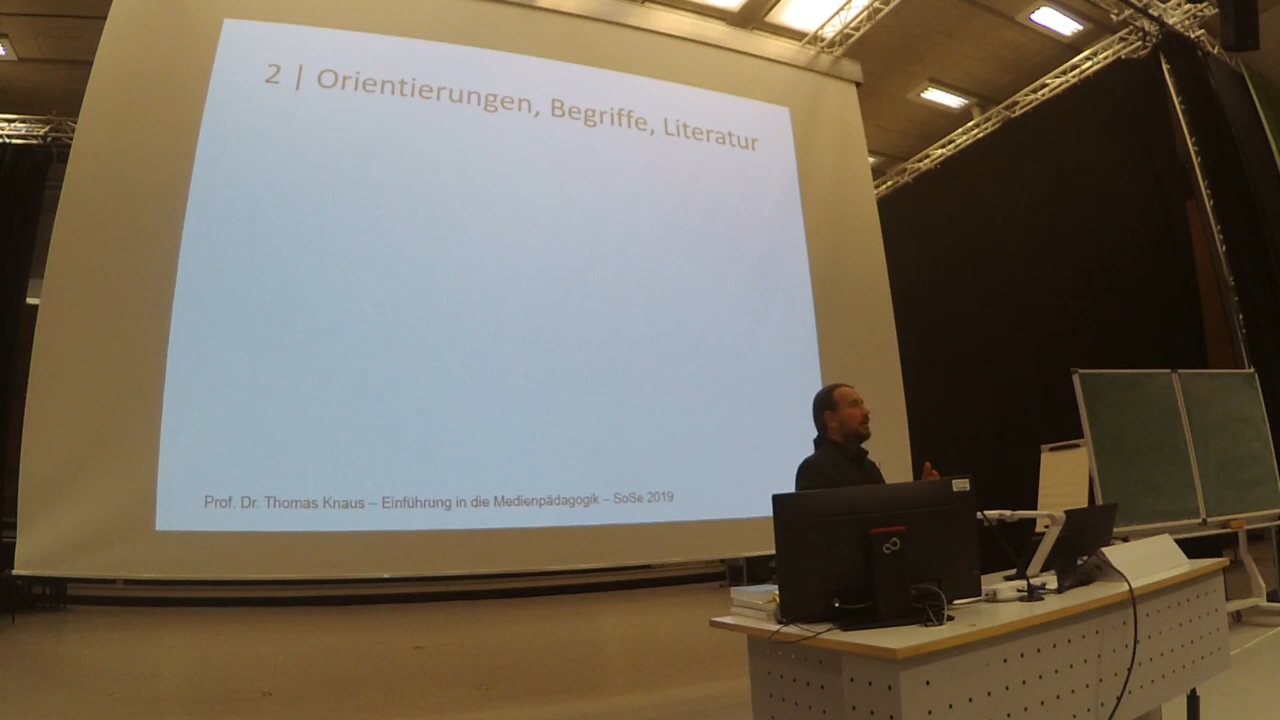 2 | Orientierungen, Begriffe, Literatur
Prof. Dr. Thomas Knaus – Einführung in die Medienpädagogik – SoSe 2019